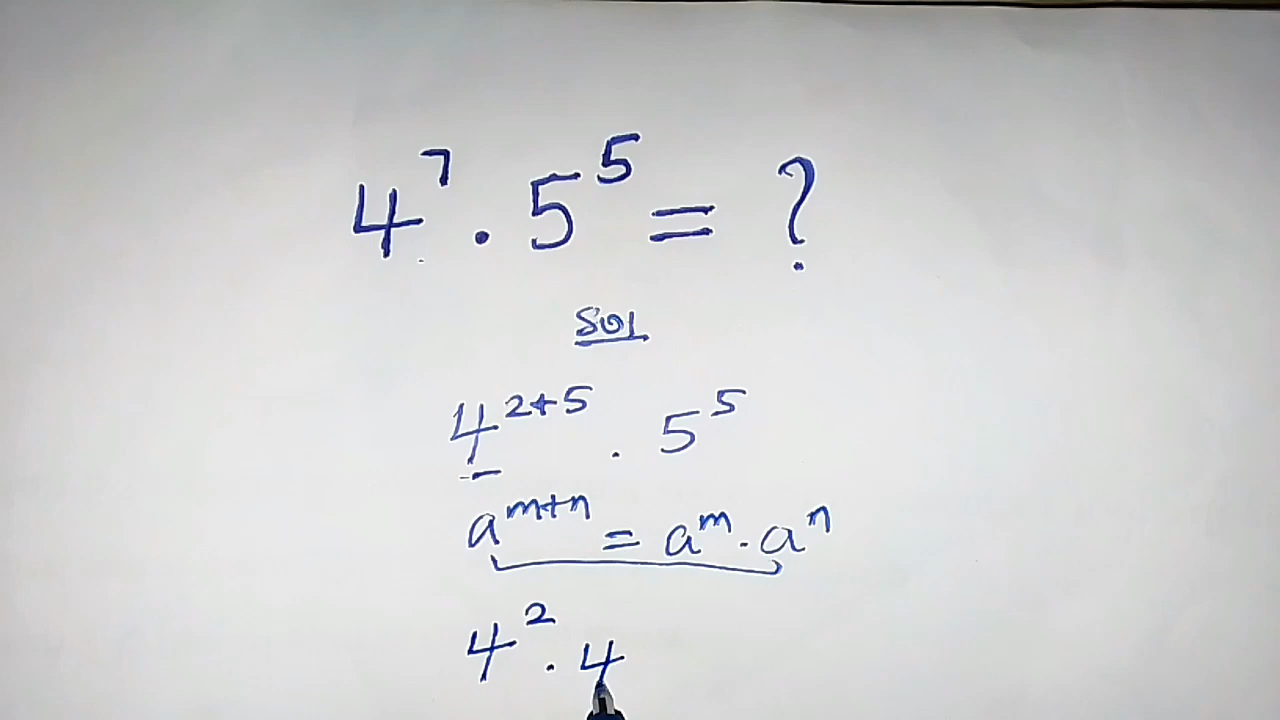 4⁷ · 5⁵ = ?
Sol
4²⁺⁵ . 5⁵
aᵐ⁺ⁿ = aᵐ · aⁿ
4² · 4